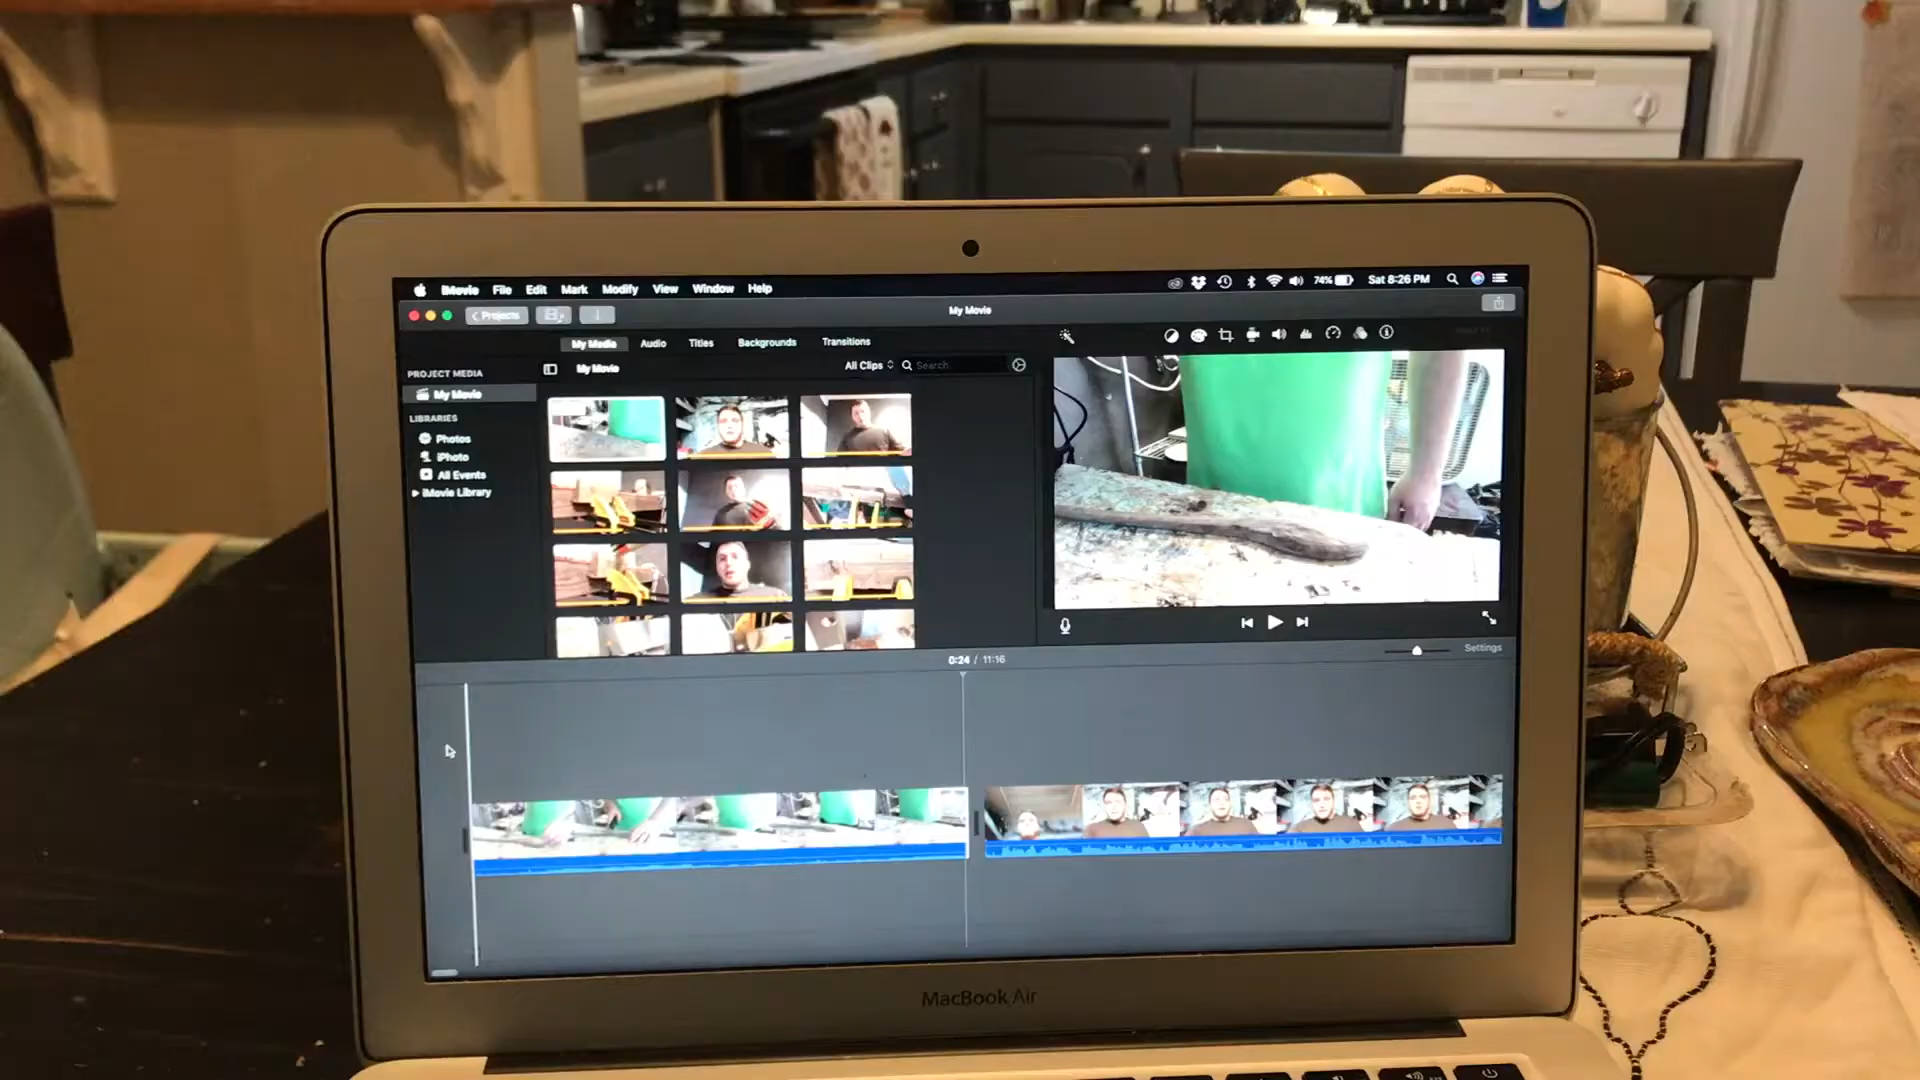 iMovie File Edit Mark Modify View Window Help 74% Sat 8:26 PM
Projects My Movie
My Media Audio Titles Backgrounds Transitions
PROJECT MEDIA My Movie All Clips Search
My Movie
LIBRARIES
Photos
iPhoto
All Events
iMovie Library
0:24 / 11:16 Settings
MacBook Air